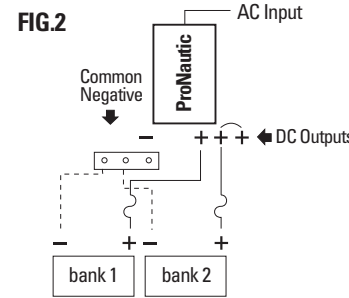 FIG.2
AC Input
ProNautic
Common
Negative
− + + + DC Outputs
− + − +
bank 1 bank 2